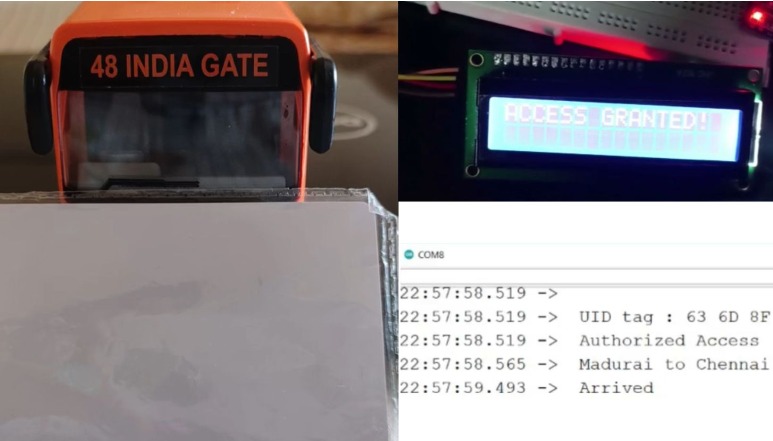 48 INDIA GATE
ACCESS GRANTED!
COM8
22:57:58.519 ->
22:57:58.519 -> UID tag : 63 6D 8F
22:57:58.519 -> Authorized Access
22:57:58.565 -> Madurai to Chennai
22:57:59.493 -> Arrived